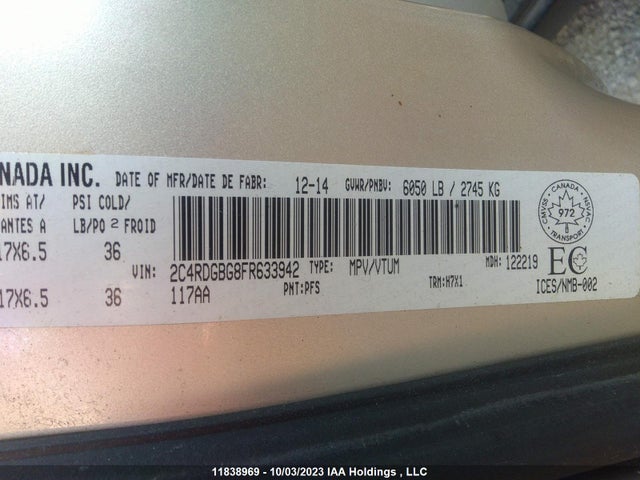 NADA INC. DATE OF MFR/DATE DE FABR: 12-14 GVWR/PNBV: 6050 LB / 2745 KG
IMS AT/ PSI COLD/
ANTES A LB/PO 2 FROID
17X6.5 36
VIN: 2C4RDGBG8FR633942 TYPE: MPV/VTUM MDH: 122219
17X6.5 36 117AA PNT:PFS TRM:H7X1
CANADA
CMVSS 972 NSVAC
TRANSPORT
EC
ICES/NMB-002
11838969 - 10/03/2023 IAA Holdings , LLC